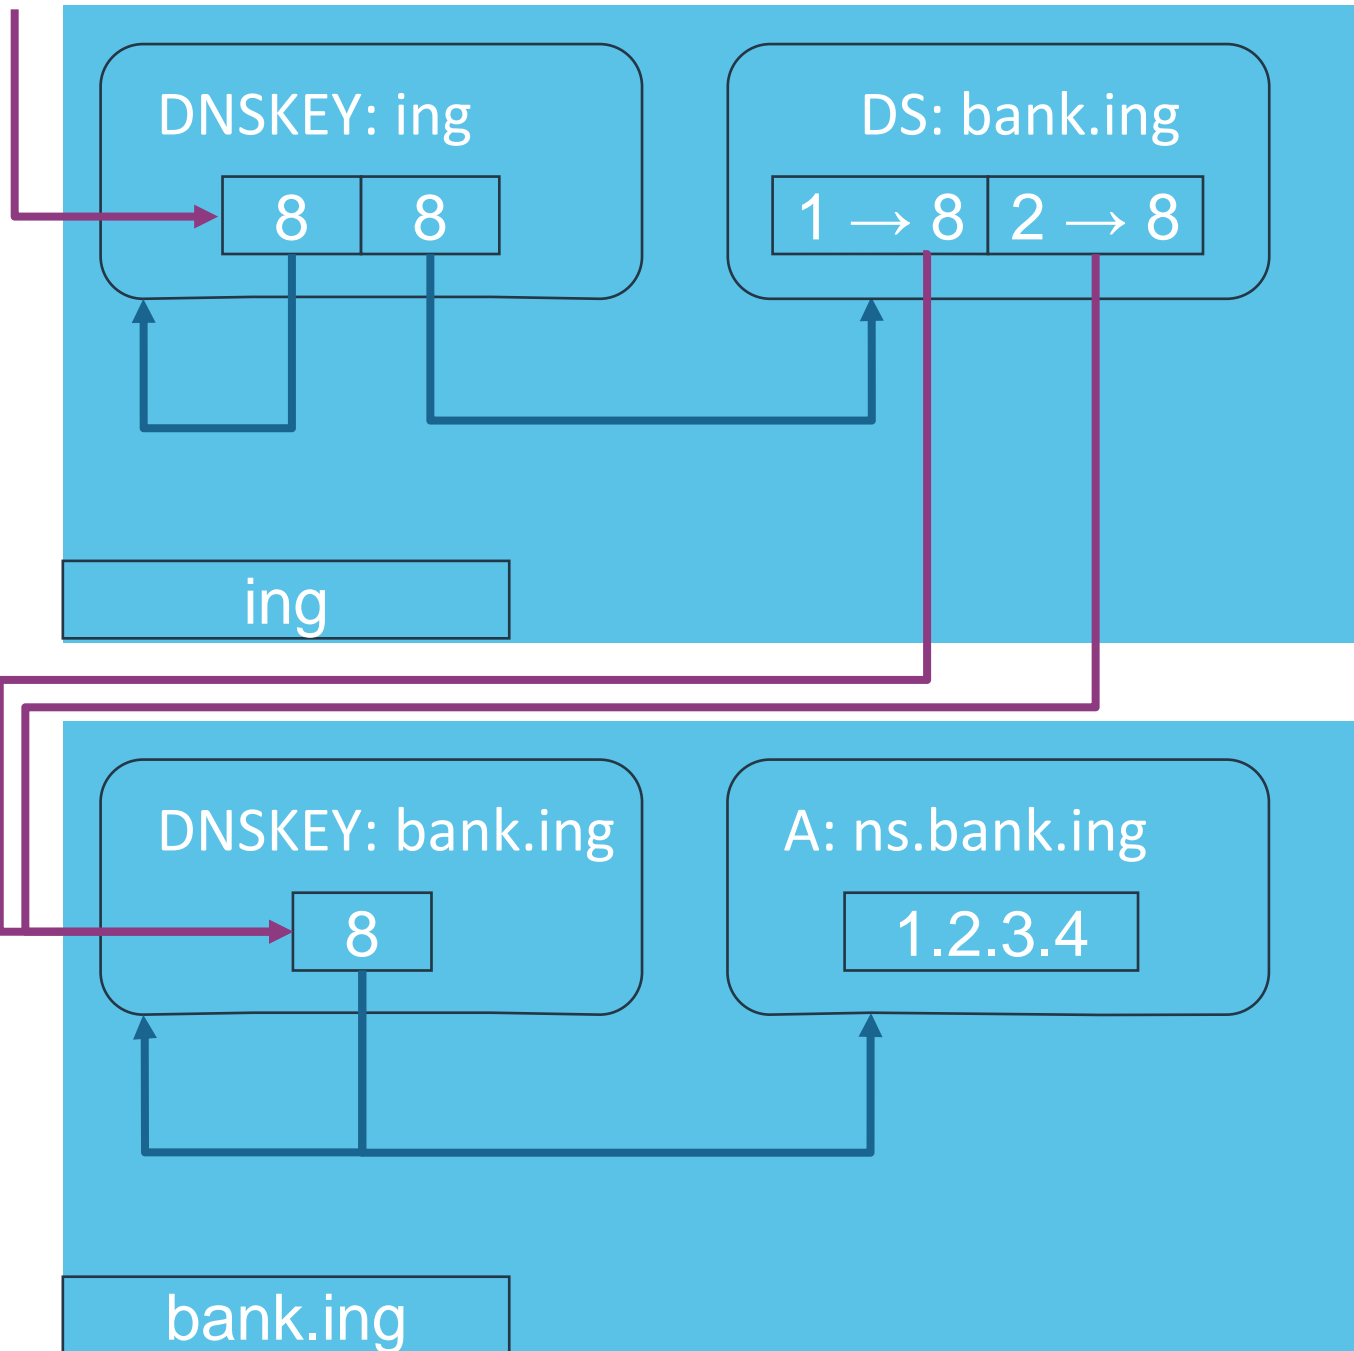 DNSKEY: ing
8 8
DS: bank.ing
1 → 8 2 → 8
ing
DNSKEY: bank.ing
8
A: ns.bank.ing
1.2.3.4
bank.ing